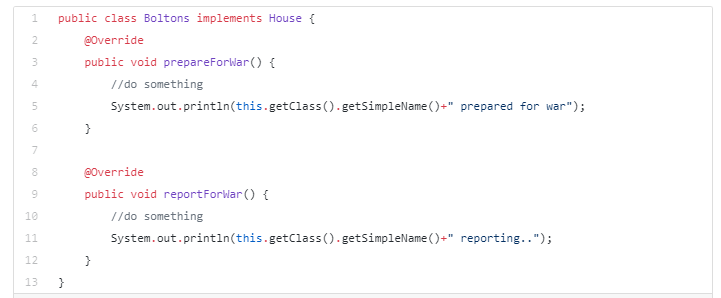 1 public class Boltons implements House {
2 @Override
3 public void prepareForWar() {
4 //do something
5 System.out.println(this.getClass().getSimpleName()+" prepared for war");
6 }
7
8 @Override
9 public void reportForWar() {
10 //do something
11 System.out.println(this.getClass().getSimpleName()+" reporting..");
12 }
13 }